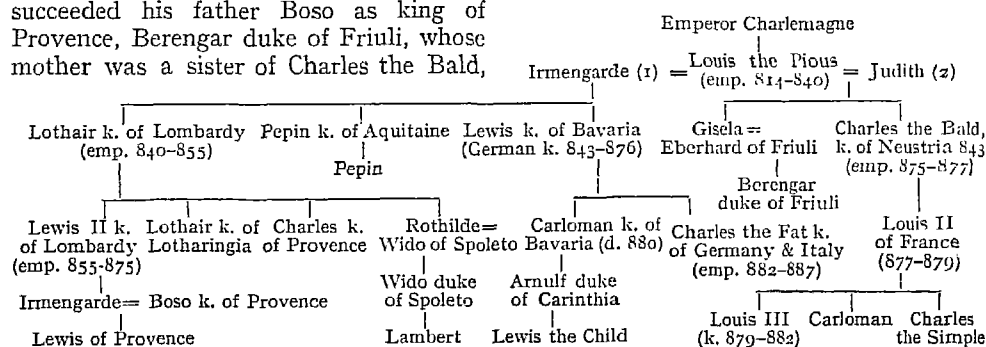 succeeded his father Boso as king of
Provence, Berengar duke of Friuli, whose
mother was a sister of Charles the Bald,
Emperor Charlemagne
Irmengarde (1) = Louis the Pious = Judith (2)
(emp. 814-840)
Lothair k. of Lombardy Pepin k. of Aquitaine Lewis k. of Bavaria Gisela= Charles the Bald,
(emp. 840-855) (German k. 843-876) Eberhard of Friuli k. of Neustria 843
Pepin (emp. 875-877)
Berengar
duke of Friuli
Lewis II k. Lothair k. of Charles k. Rothilde= Carloman k. of Charles the Fat k. Louis II
of Lombardy Lotharingia of Provence Wido of Spoleto Bavaria (d. 880) of Germany & Italy of France
(emp. 855-875) (emp. 882-887) (877-879)
Wido duke Arnulf duke
of Spoleto of Carinthia
Irmengarde= Boso k. of Provence
Louis III Carloman Charles
Lewis of Provence Lambert Lewis the Child (k. 879-882) the Simple